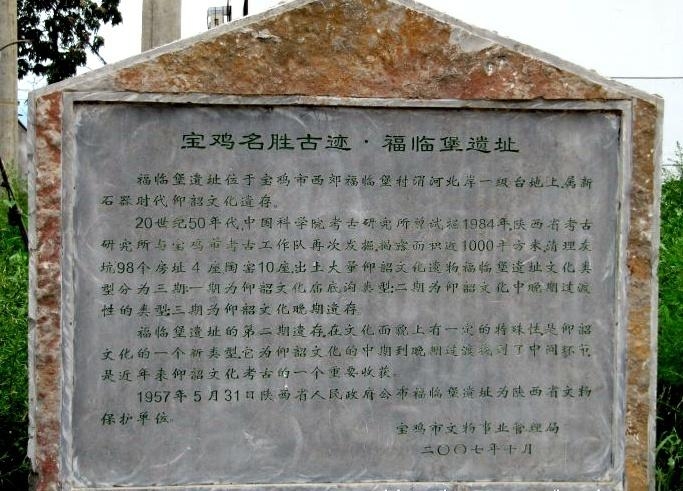 宝鸡名胜古迹·福临堡遗址
福临堡遗址位于宝鸡市西郊福临堡村渭河北岸一级台地上,属新
石器时代仰韶文化遗存。
20世纪50年代,中国科学院考古研究所曾试掘1984年陕西省考古
研究所与宝鸡市考古工作队再次发掘,揭露面积近1000平方米,清理灰
坑98个房址4座陶窑10座,出土大量仰韶文化遗物福临堡遗址文化类
型分为三期:一期为仰韶文化庙底沟类型;二期为仰韶文化中晚期过渡
性的类型;三期为仰韶文化晚期遗存。
福临堡遗址的第二期遗存,在文化面貌上有一定的特殊性,是仰韶
文化的一个新类型,它为仰韶文化的中期到晚期过渡找到了中间环节,
是近年来仰韶文化考古的一个重要收获。
1957年5月31日陕西省人民政府公布福临堡遗址为陕西省文物
保护单位。
宝鸡市文物事业管理局
二〇〇七年十月